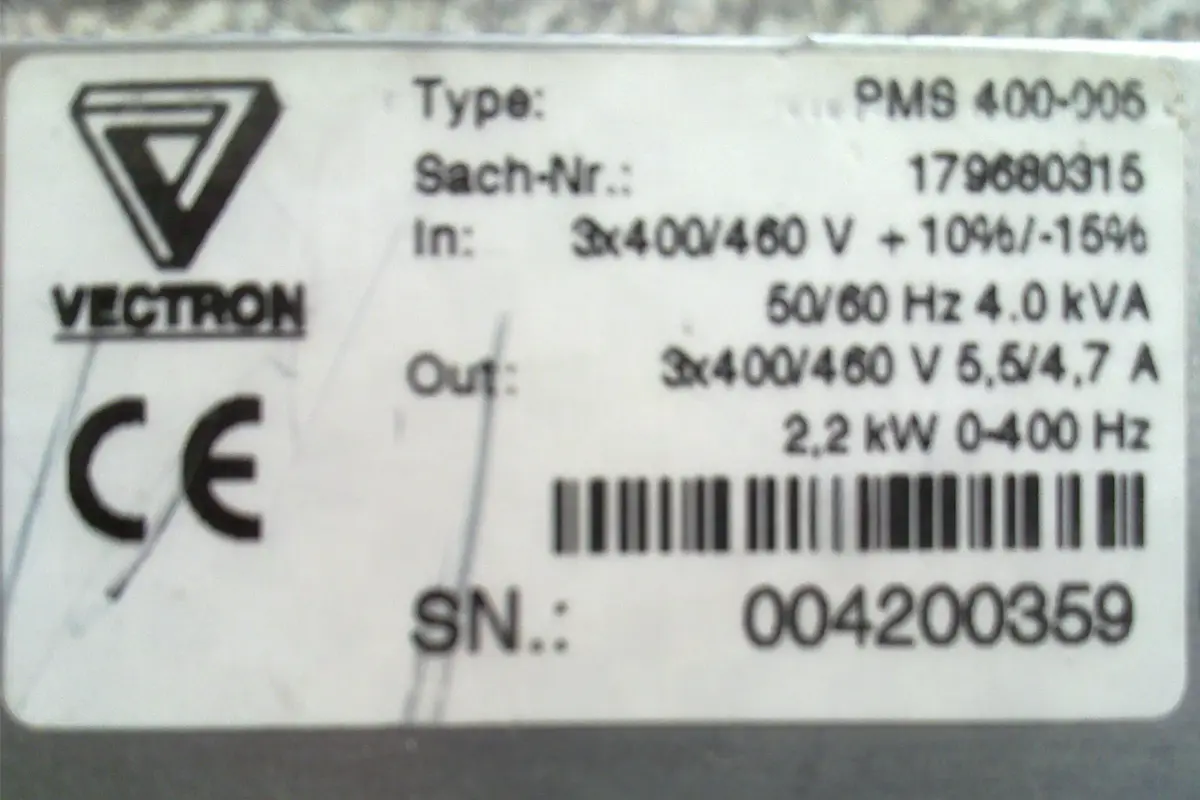 Type: PMS 400-005
Sach-Nr.: 179680315
In: 3x400/460 V +10%/-15%
50/60 Hz 4.0 kVA
VECTRON
Out: 3x400/460 V 5,5/4,7 A
2,2 kW 0-400 Hz
CE
SN.: 004200359